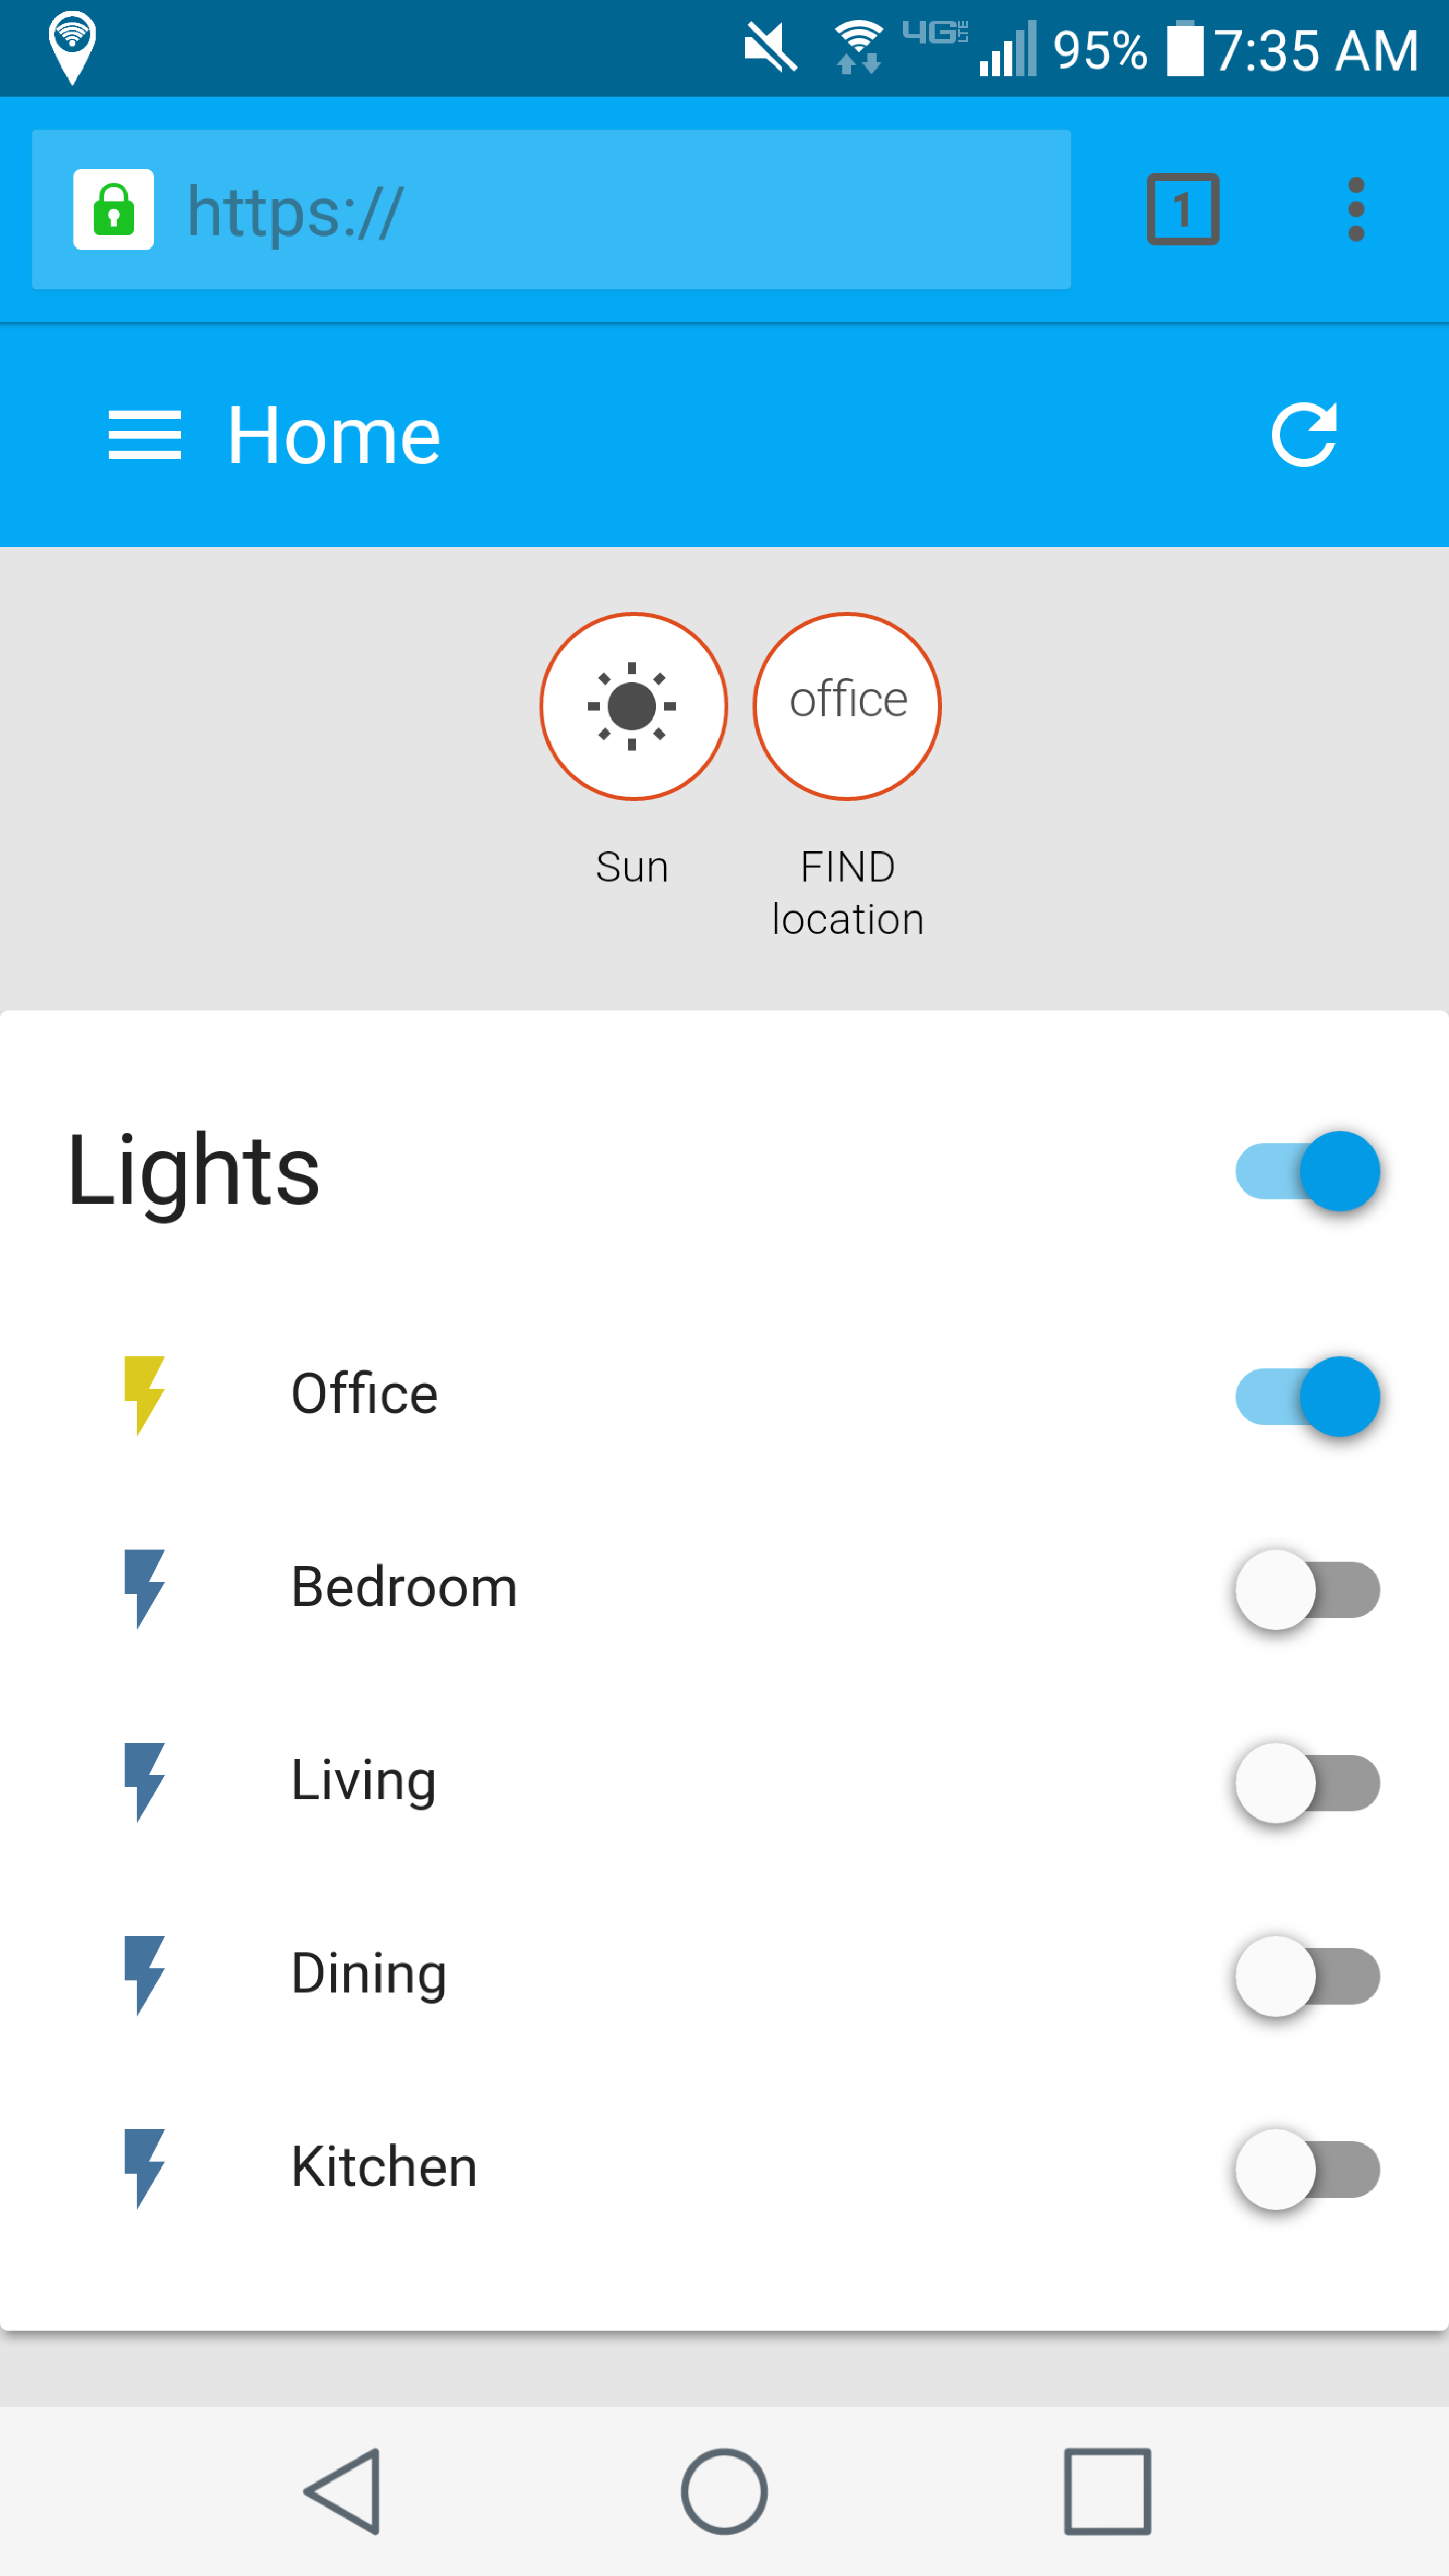 4G LTE 95% 7:35 AM
https:// 1
Home
office
Sun FIND
location
Lights
Office
Bedroom
Living
Dining
Kitchen